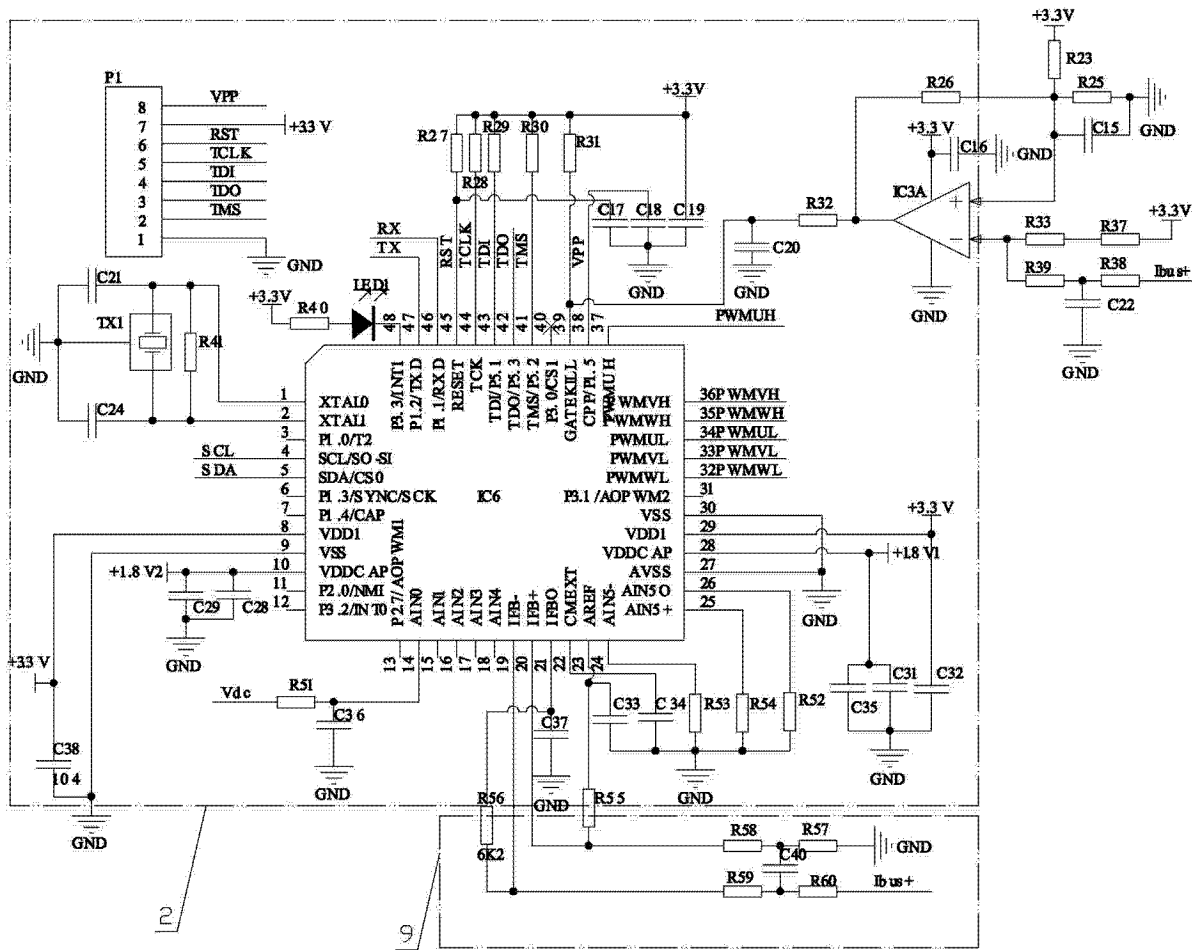 P1
8 VPP
7 +33 V
6 RST
5 TCLK
4 TDI
3 TDO
2 TMS
1
GND
+3.3V
R23
R26
R25
GND
C15
+3.3 V
C16
GND
IC3A
+
−
R33
R37
+3.3V
R39
R38
Ibus+
C22
GND
GND
R32
C20
GND
+3.3V
R27
R28
R29
R30
R31
C17
C18
C19
GND
RX
TX
RST
TCLK
TDI
TDO
TMS
VPP
PWMUH
C21
TX1
R41
GND
C24
+3.3V
R40
LED1
48 47 46 45 44 43 42 41 40 39 38 37
P3.3/INT1
P1.2/TXD
P1.1/RXD
RESET
TCK
TDI/P5.1
TDO/P5.3
TMS/P5.2
P3.0/CS1
GATEKILL
CPP/P1.5
PWMUH
1 XTAL0
2 XTAL1
3 P1.0/T2
SCL 4 SCL/SO-SI
SDA 5 SDA/CS0
6 P1.3/SYNC/SCK
7 P1.4/CAP
8 VDD1
9 VSS
+1.8 V2 10 VDDCAP
11 P2.0/NMI
12 P3.2/INT0
IC6
WMVH 36 PWMVH
PWMWH 35 PWMWH
PWMUL 34 PWMUL
PWMVL 33 PWMVL
PWMWL 32 PWMWL
P3.1/AOPWM2 31
VSS 30
VDD1 29
VDDCAP 28
AVSS 27
AIN5O 26
AIN5+ 25
+3.3 V
+1.8 V1
GND
P2.7/AOPWM1
AIN0
AIN1
AIN2
AIN3
AIN4
IFB-
IFB+
IFBO
CMEXT
AREF
AIN5-
13 14 15 16 17 18 19 20 21 22 23 24
C29
C28
GND
+33 V
C38
104
GND
Vdc
R51
C36
GND
C37
GND
C33
C34
R53
R54
R52
GND
C35
C31
C32
GND
R56
6K2
R55
R58
R57
GND
C40
R59
R60
Ibus+
2
9